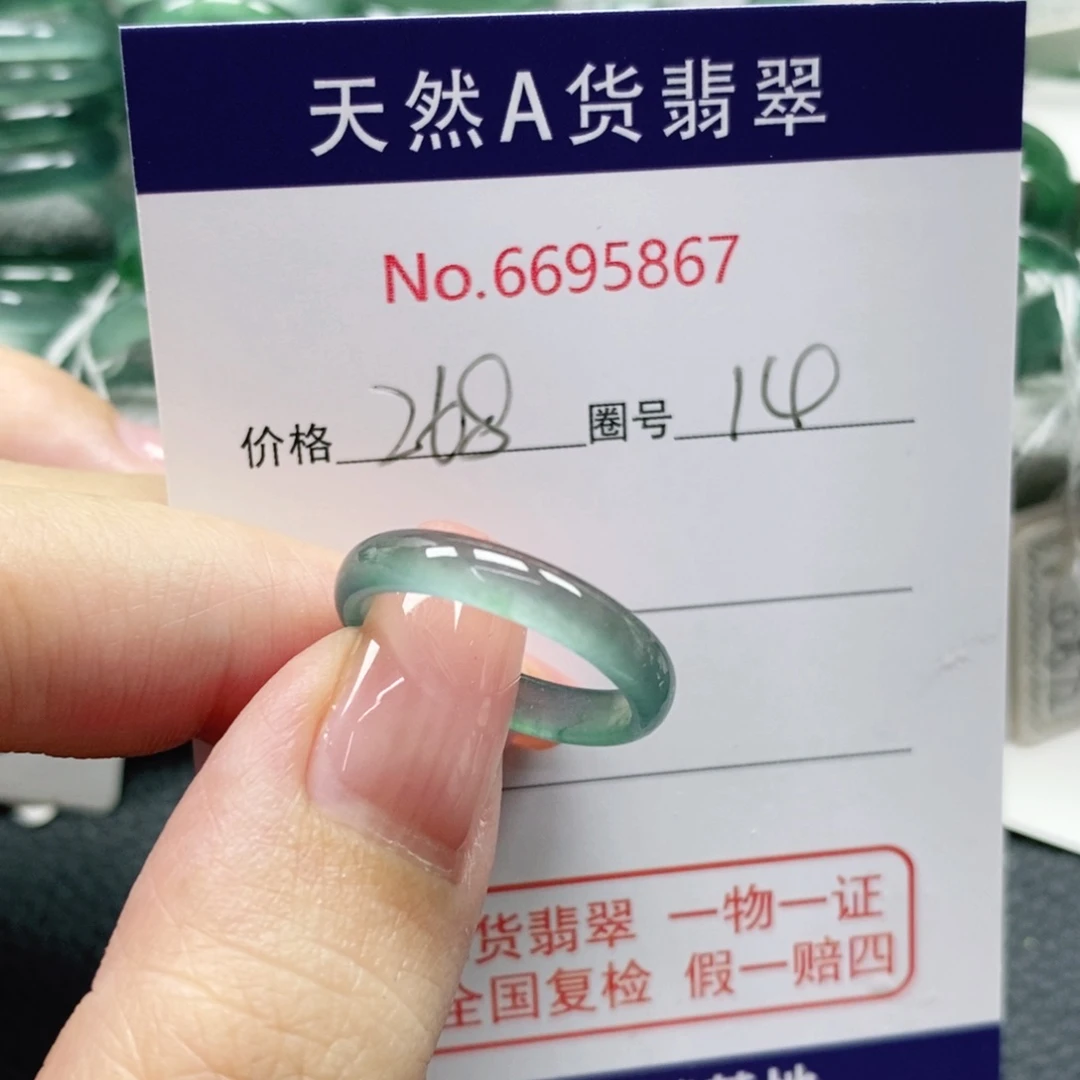 天然A货翡翠
No.6695867
价格 268 圈号 14
货翡翠 一物一证
全国复检 假一赔四